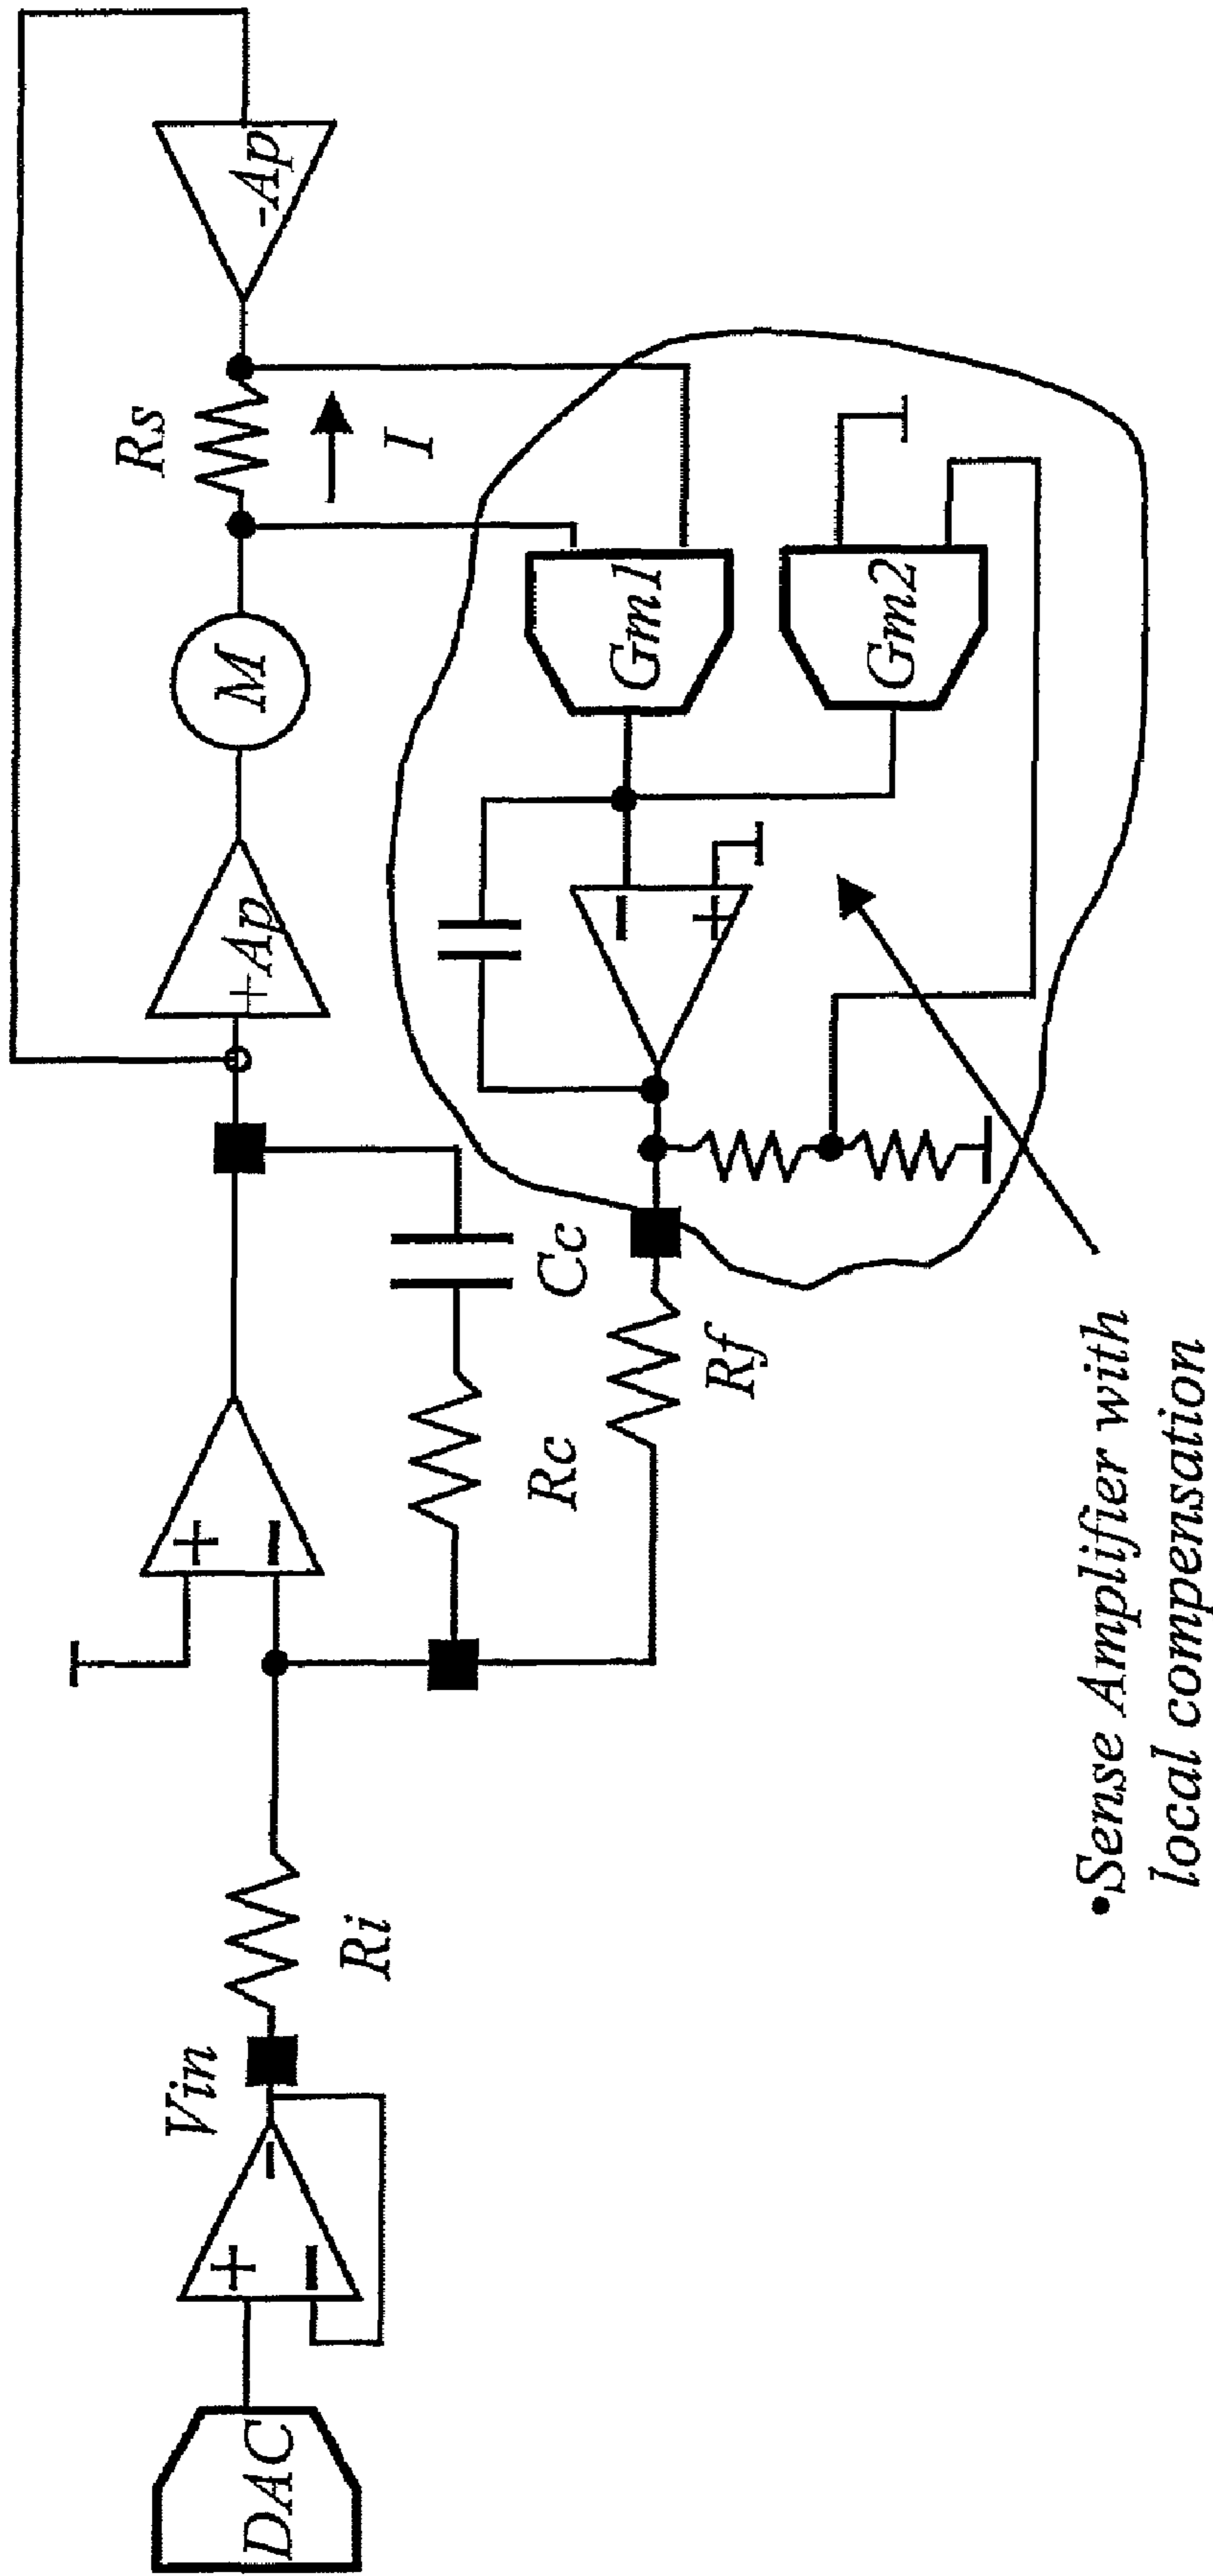 DAC
+
−
−
Vin
Ri
+
−
Rc
Cc
Rf
+Ap
M
Rs
I
-Ap
Gm1
Gm2
−
+
•Sense Amplifier with
local compensation